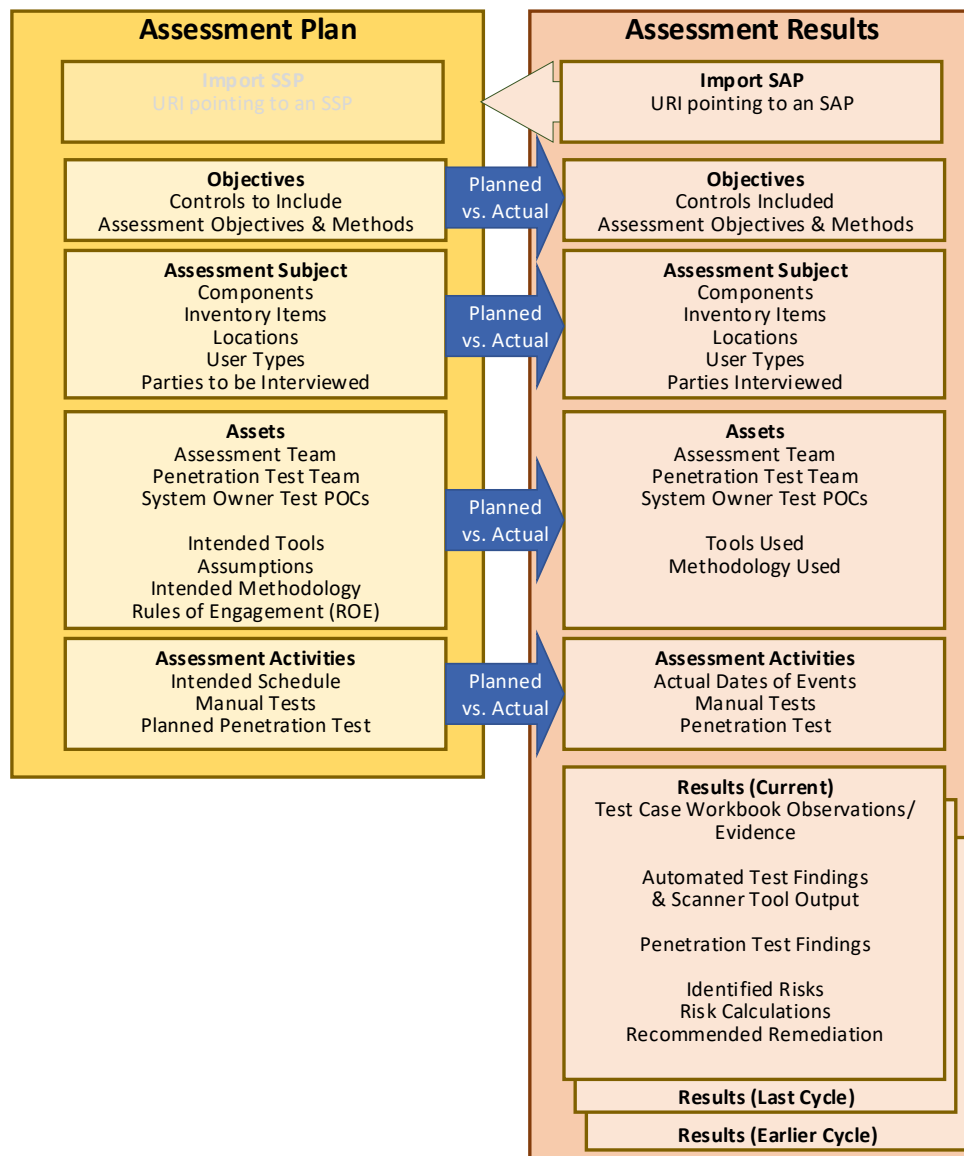 Assessment Plan
Import SSP
URI pointing to an SSP
Objectives
Controls to Include
Assessment Objectives & Methods
Assessment Subject
Components
Inventory Items
Locations
User Types
Parties to be Interviewed
Assets
Assessment Team
Penetration Test Team
System Owner Test POCs
Intended Tools
Assumptions
Intended Methodology
Rules of Engagement (ROE)
Assessment Activities
Intended Schedule
Manual Tests
Planned Penetration Test
Planned
vs. Actual
Planned
vs. Actual
Planned
vs. Actual
Planned
vs. Actual
Assessment Results
Import SAP
URI pointing to an SAP
Objectives
Controls Included
Assessment Objectives & Methods
Assessment Subject
Components
Inventory Items
Locations
User Types
Parties Interviewed
Assets
Assessment Team
Penetration Test Team
System Owner Test POCs
Tools Used
Methodology Used
Assessment Activities
Actual Dates of Events
Manual Tests
Penetration Test
Results (Current)
Test Case Workbook Observations/
Evidence
Automated Test Findings
& Scanner Tool Output
Penetration Test Findings
Identified Risks
Risk Calculations
Recommended Remediation
Results (Last Cycle)
Results (Earlier Cycle)